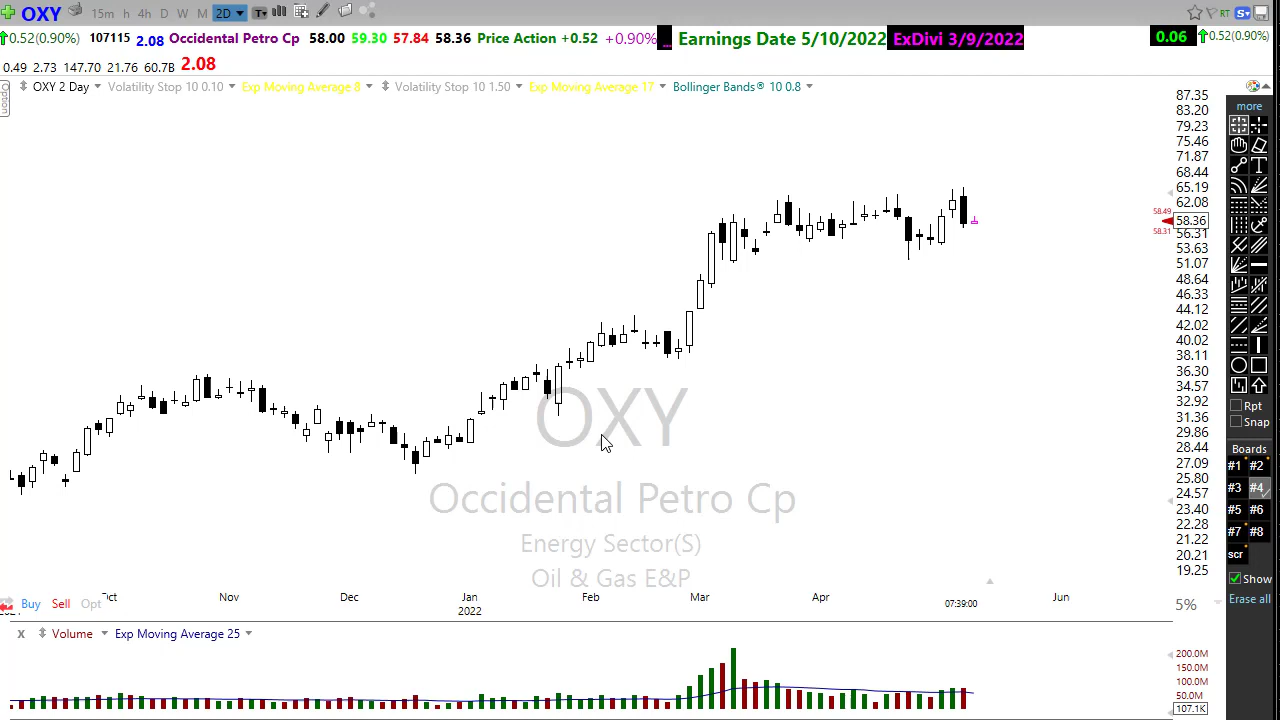 OXY 15m h 4h D W M 2D T RT S
0.52(0.90%) 107115 2.08 Occidental Petro Cp 58.00 59.30 57.84 58.36 Price Action +0.52 +0.90% ... Earnings Date 5/10/2022 ExDivi 3/9/2022 0.06 0.52(0.90%)
0.49 2.73 147.70 21.76 60.7B 2.08
Option OXY 2 Day Volatility Stop 10 0.10 Exp Moving Average 8 Volatility Stop 10 1.50 Exp Moving Average 17 Bollinger Bands® 10 0.8
87.35
83.20
79.23
75.46
71.87
68.44
65.19
62.08
58.49
58.36
58.31
56.31
53.63
51.07
48.64
46.33
44.12
42.02
40.02
38.11
36.30
34.57
32.92
31.36
29.86
28.44
27.09
25.80
24.57
23.40
22.28
21.22
20.21
19.25
5%
OXY
Occidental Petro Cp
Energy Sector(S)
Oil & Gas E&P
Nov Dec Jan Feb Mar Apr Jun
2022 07:39:00
Buy Sell Opt
X Volume Exp Moving Average 25
200.0M
150.0M
100.0M
50.0M
107.1K
more
T
Rpt
Snap
Boards
#1 #2
#3 #4
#5 #6
#7 #8
scr
Show
Erase all